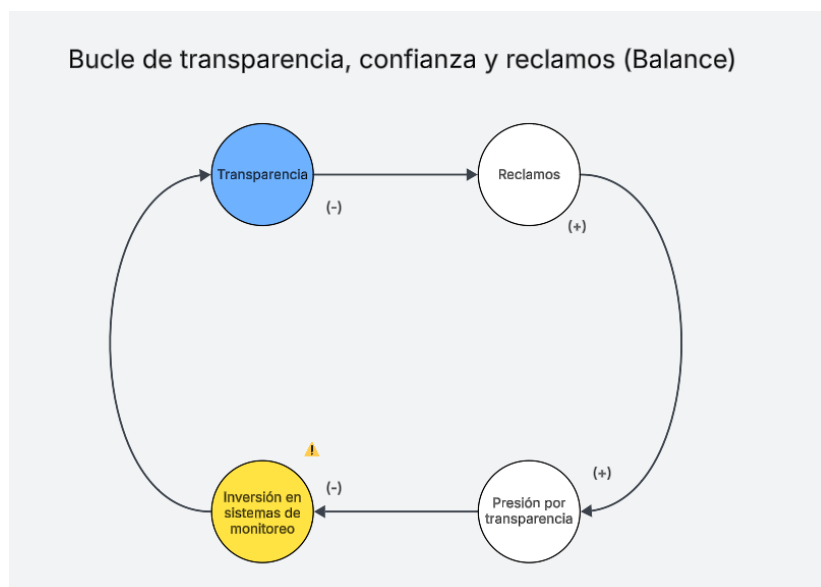 Bucle de transparencia, confianza y reclamos (Balance)
Transparencia
Reclamos
(-)
(+)
(+)
(-)
Inversión en
sistemas de
monitoreo
Presión por
transparencia